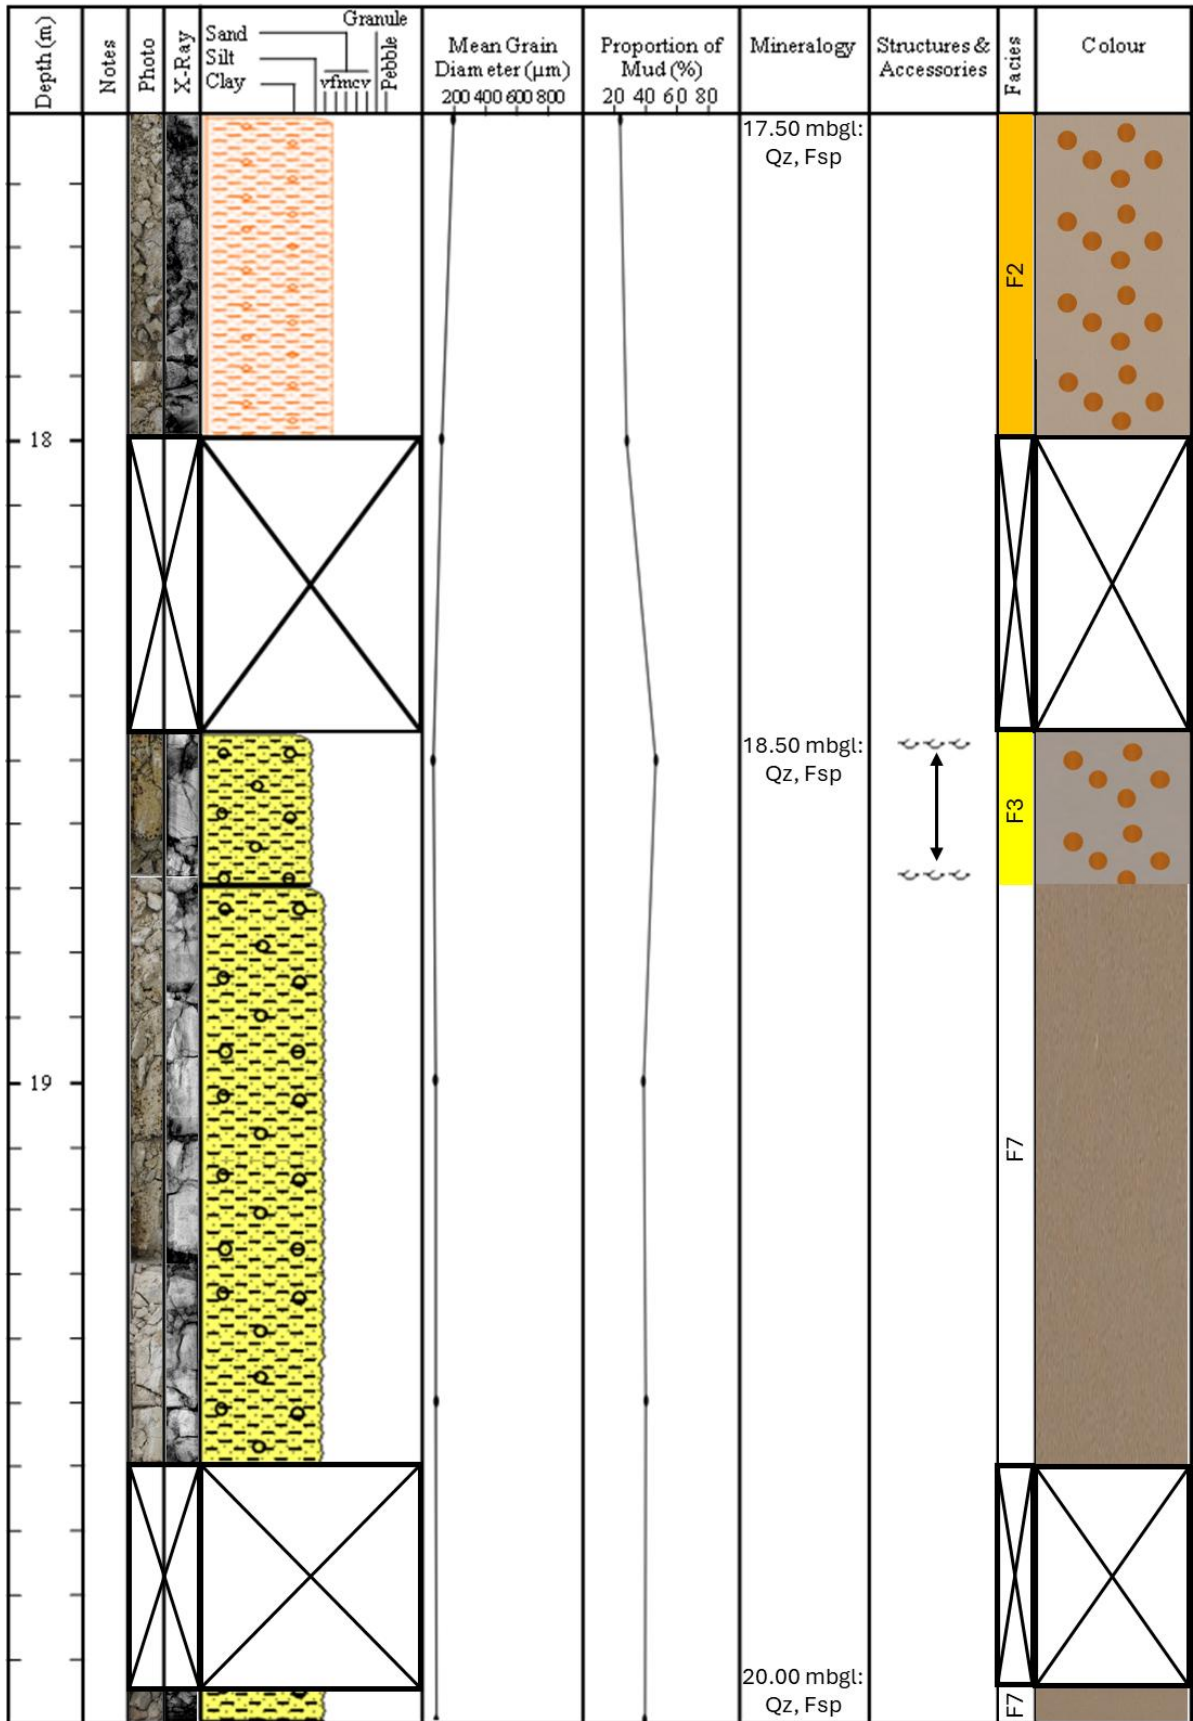 Depth (m)
Notes
Photo
X-Ray
Sand
Silt
Clay
vfmcv
Granule
Pebble
Mean Grain
Diameter (µm)
200 400 600 800
Proportion of
Mud (%)
20 40 60 80
Mineralogy
Structures &
Accessories
Facies
Colour
17.50 mbgl:
Qz, Fsp
F2
18
18.50 mbgl:
Qz, Fsp
F3
19
F7
20.00 mbgl:
Qz, Fsp
F7